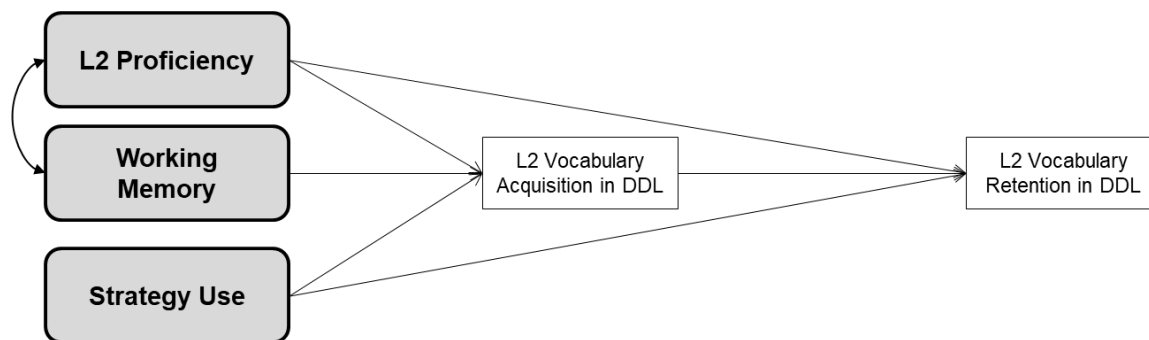 L2 Proficiency
Working
Memory
Strategy Use
L2 Vocabulary
Acquisition in DDL
L2 Vocabulary
Retention in DDL